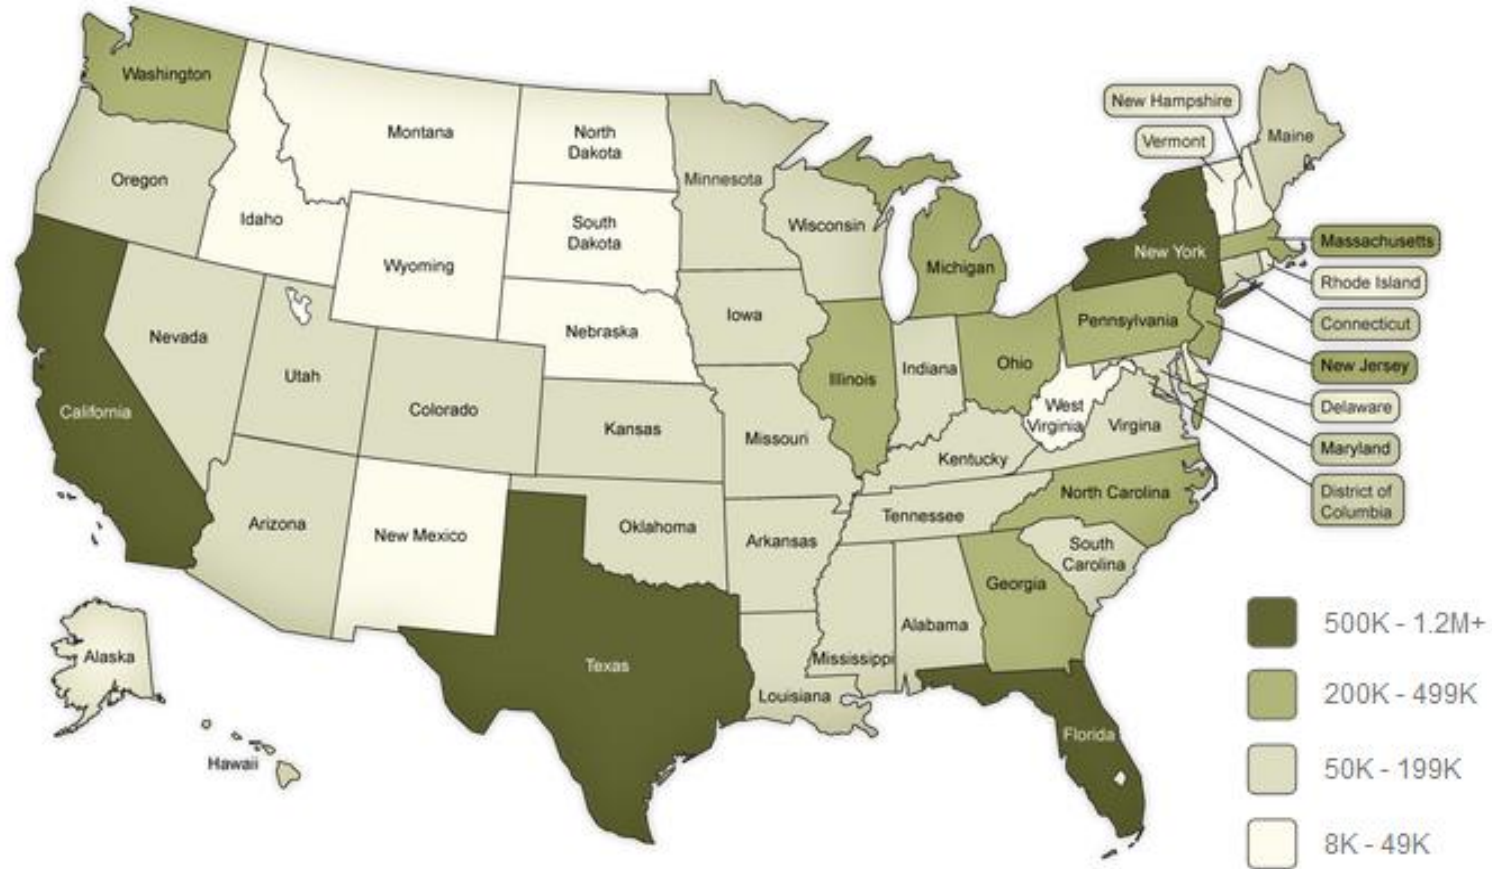 Washington
Montana
North
Dakota
Minnesota
New Hampshire
Vermont
Maine
Oregon
Idaho
South
Dakota
Wisconsin
Wyoming
Michigan
New York
Massachusetts
Rhode Island
Connecticut
New Jersey
Delaware
Maryland
District of
Columbia
Nevada
Utah
Colorado
Nebraska
Iowa
Illinois
Indiana
Ohio
Pennsylvania
California
Kansas
Missouri
West
Virginia
Virgina
Kentucky
Arizona
New Mexico
Oklahoma
Arkansas
Tennessee
North Carolina
South
Carolina
Georgia
Alabama
Mississippi
Alaska
Texas
Louisiana
Florida
Hawaii
500K - 1.2M+
200K - 499K
50K - 199K
8K - 49K